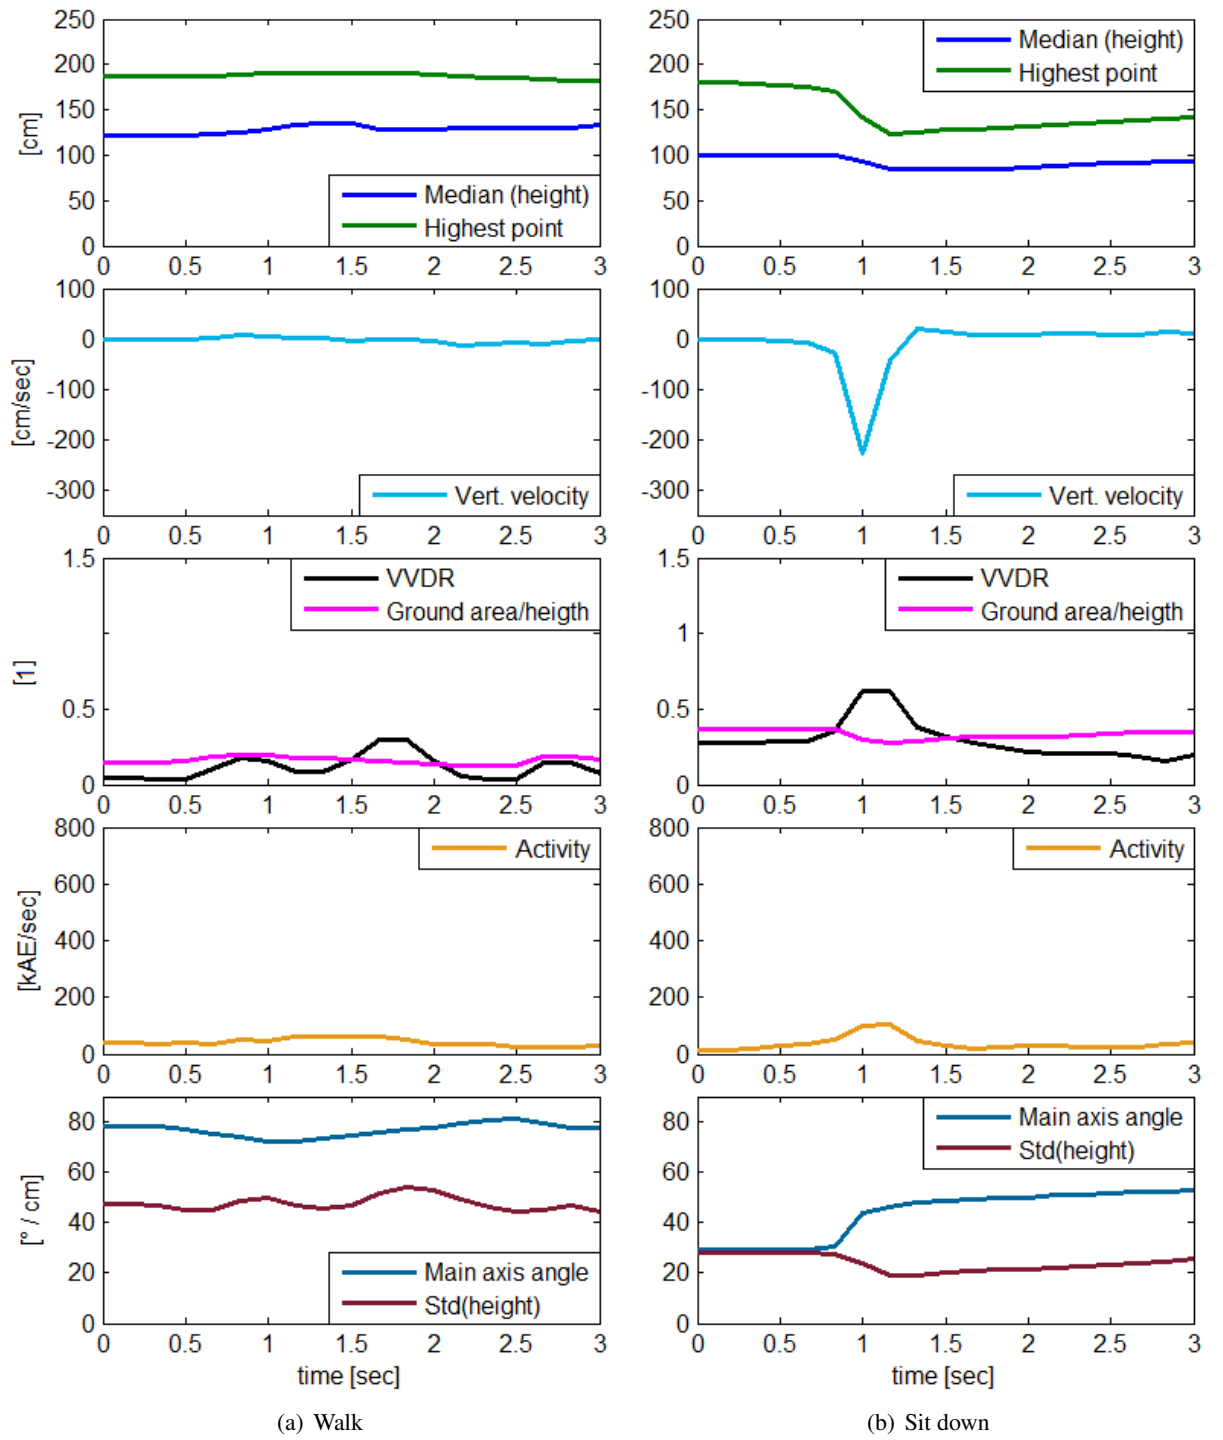 250
200
150
100
50
0
[cm]
Median (height)
Highest point
0 0.5 1 1.5 2 2.5 3
250
200
150
100
50
0
Median (height)
Highest point
0 0.5 1 1.5 2 2.5 3
100
0
-100
-200
-300
[cm/sec]
Vert. velocity
0 0.5 1 1.5 2 2.5 3
100
0
-100
-200
-300
Vert. velocity
0 0.5 1 1.5 2 2.5 3
1.5
0.5
0
[1]
VVDR
Ground area/heigth
0 0.5 1 1.5 2 2.5 3
1.5
1
0.5
0
VVDR
Ground area/heigth
0 0.5 1 1.5 2 2.5 3
800
600
400
200
0
[kAE/sec]
Activity
0 0.5 1 1.5 2 2.5 3
800
600
400
200
0
Activity
0 0.5 1 1.5 2 2.5 3
80
60
40
20
0
[° / cm]
Main axis angle
Std(height)
0 0.5 1 1.5 2 2.5 3
time [sec]
80
60
40
20
0
Main axis angle
Std(height)
0 0.5 1 1.5 2 2.5 3
time [sec]
(a) Walk
(b) Sit down